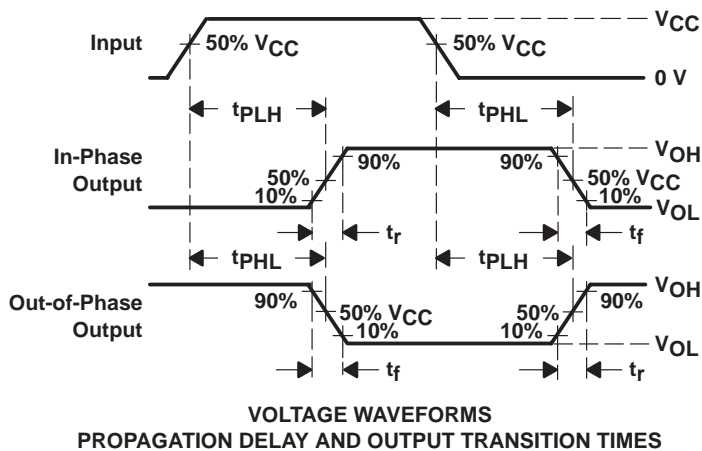 VCC
Input 50% VCC 50% VCC
0 V
tPLH tPHL
In-Phase Output
VOH
90% 90%
50% 50% VCC
10% 10%
VOL
tr tf
tPHL tPLH
Out-of-Phase Output
VOH
90% 90%
50% VCC 50%
10% 10%
VOL
tf tr
VOLTAGE WAVEFORMS
PROPAGATION DELAY AND OUTPUT TRANSITION TIMES